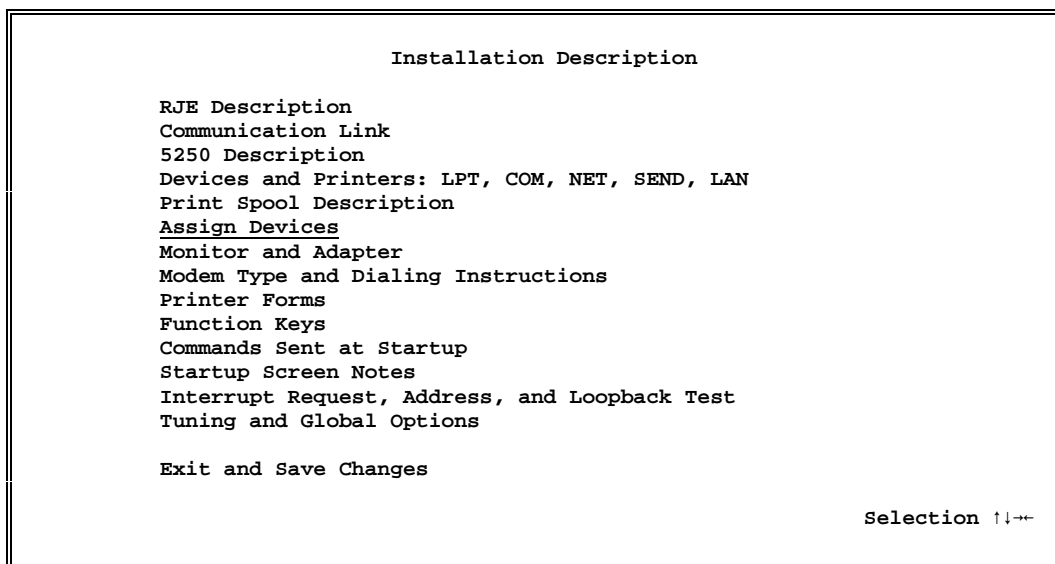 Installation Description
RJE Description
Communication Link
5250 Description
Devices and Printers: LPT, COM, NET, SEND, LAN
Print Spool Description
Assign Devices
Monitor and Adapter
Modem Type and Dialing Instructions
Printer Forms
Function Keys
Commands Sent at Startup
Startup Screen Notes
Interrupt Request, Address, and Loopback Test
Tuning and Global Options
Exit and Save Changes
Selection ↑↓→←